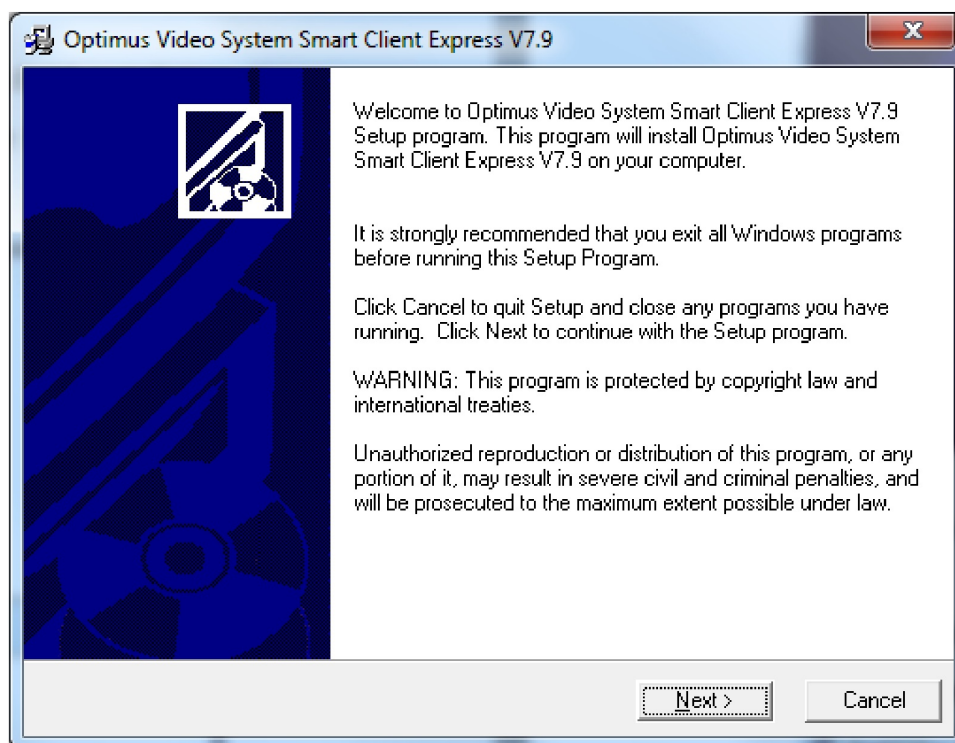 Optimus Video System Smart Client Express V7.9
Welcome to Optimus Video System Smart Client Express V7.9
Setup program. This program will install Optimus Video System
Smart Client Express V7.9 on your computer.
It is strongly recommended that you exit all Windows programs
before running this Setup Program.
Click Cancel to quit Setup and close any programs you have
running.  Click Next to continue with the Setup program.
WARNING: This program is protected by copyright law and
international treaties.
Unauthorized reproduction or distribution of this program, or any
portion of it, may result in severe civil and criminal penalties, and
will be prosecuted to the maximum extent possible under law.
Next > Cancel